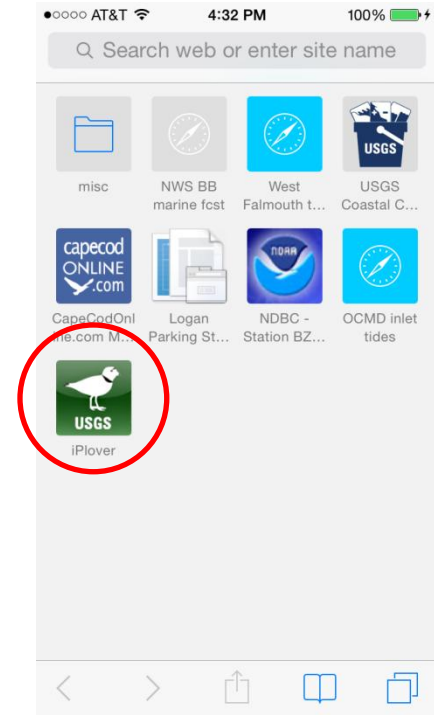 AT&T 4:32 PM 100%
Search web or enter site name
USGS
misc NWS BB West USGS
marine fcst Falmouth t... Coastal C...
capecod
ONLINE
.com
NOAA
CapeCodOnl Logan NDBC - OCMD inlet
ine.com M... Parking St... Station BZ... tides
USGS
iPlover